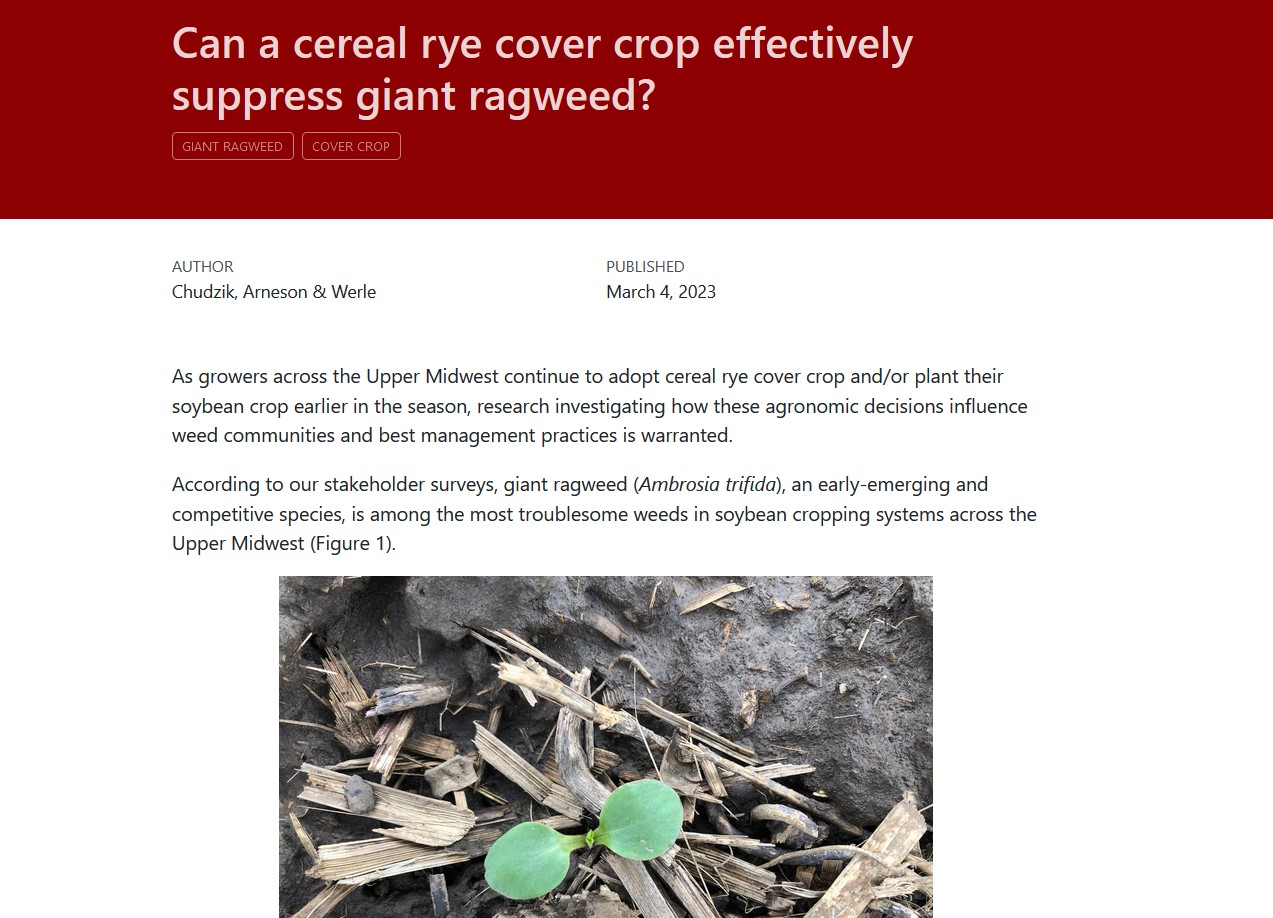 Can a cereal rye cover crop effectively
suppress giant ragweed?
GIANT RAGWEED COVER CROP
AUTHOR PUBLISHED
Chudzik, Arneson & Werle March 4, 2023
As growers across the Upper Midwest continue to adopt cereal rye cover crop and/or plant their
soybean crop earlier in the season, research investigating how these agronomic decisions influence
weed communities and best management practices is warranted.
According to our stakeholder surveys, giant ragweed (Ambrosia trifida), an early-emerging and
competitive species, is among the most troublesome weeds in soybean cropping systems across the
Upper Midwest (Figure 1).